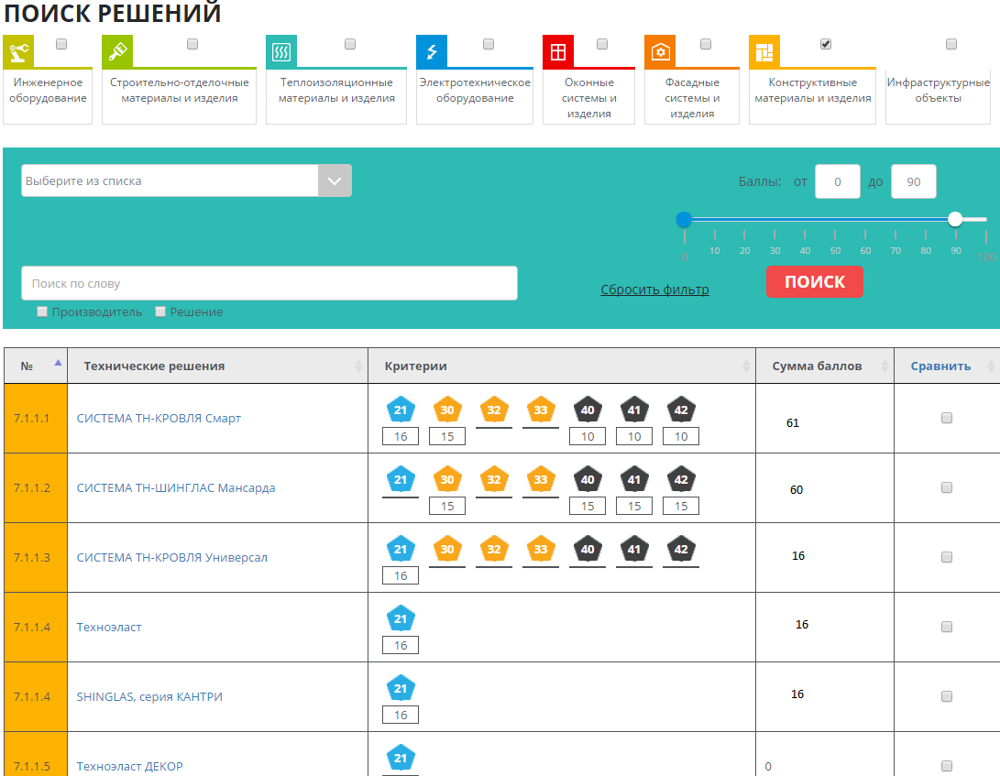 ПОИСК РЕШЕНИЙ
Инженерное
оборудование
Строительно-отделочные
материалы и изделия
Теплоизоляционные
материалы и изделия
Электротехническое
оборудование
Оконные
системы и
изделия
Фасадные
системы и
изделия
Конструктивные
материалы и изделия
Инфраструктурные
объекты
Выберите из списка
Баллы: от 0 до 90
0 10 20 30 40 50 60 70 80 90 100
Поиск по слову
Сбросить фильтр
ПОИСК
Производитель Решение
№ Технические решения Критерии Сумма баллов Сравнить
21 30 32 33 40 41 42
7.1.1.1 СИСТЕМА ТН-КРОВЛЯ Смарт 61
16 15 10 10 10
21 30 32 33 40 41 42
7.1.1.2 СИСТЕМА ТН-ШИНГЛАС Мансарда 60
15 15 15 15
21 30 32 33 40 41 42
7.1.1.3 СИСТЕМА ТН-КРОВЛЯ Универсал 16
16
21
7.1.1.4 Техноэласт 16
16
21
7.1.1.4 SHINGLAS, серия КАНТРИ 16
16
21
7.1.1.5 Техноэласт ДЕКОР 0